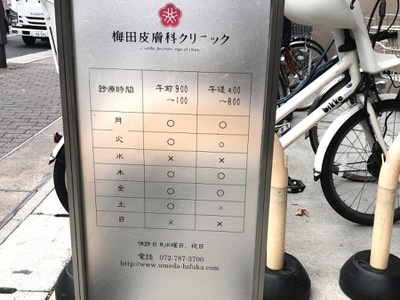 梅田皮膚科クリニック
診療時間 午前 9:00 ～1:00 午後 4:00 ～8:00
月 ○ ○
火 ○ ○
水 × ×
木 ○ ○
金 ○ ○
土 ○ ×
日 × ×
休診日 水曜日、祝日
電話 072-787-3700
http://www.umeda-hifuka.com